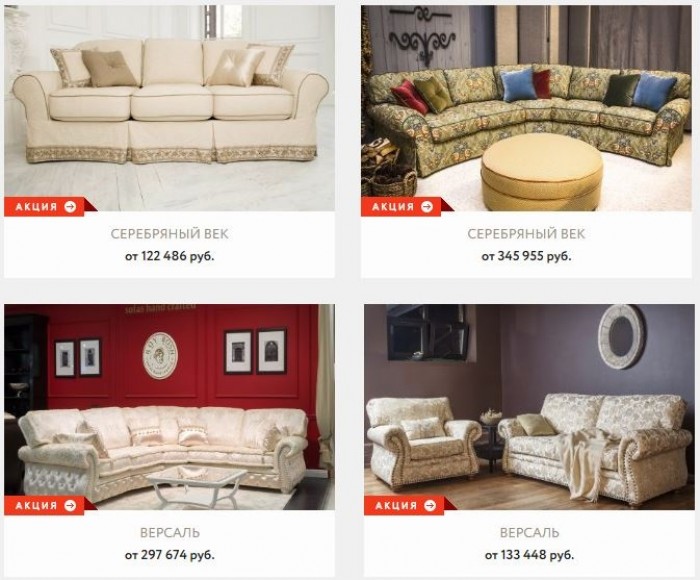 АКЦИЯ
АКЦИЯ
СЕРЕБРЯНЫЙ ВЕК
СЕРЕБРЯНЫЙ ВЕК
от 122 486 руб.
от 345 955 руб.
sofas hand crafted
АКЦИЯ
АКЦИЯ
ВЕРСАЛЬ
ВЕРСАЛЬ
от 297 674 руб.
от 133 448 руб.